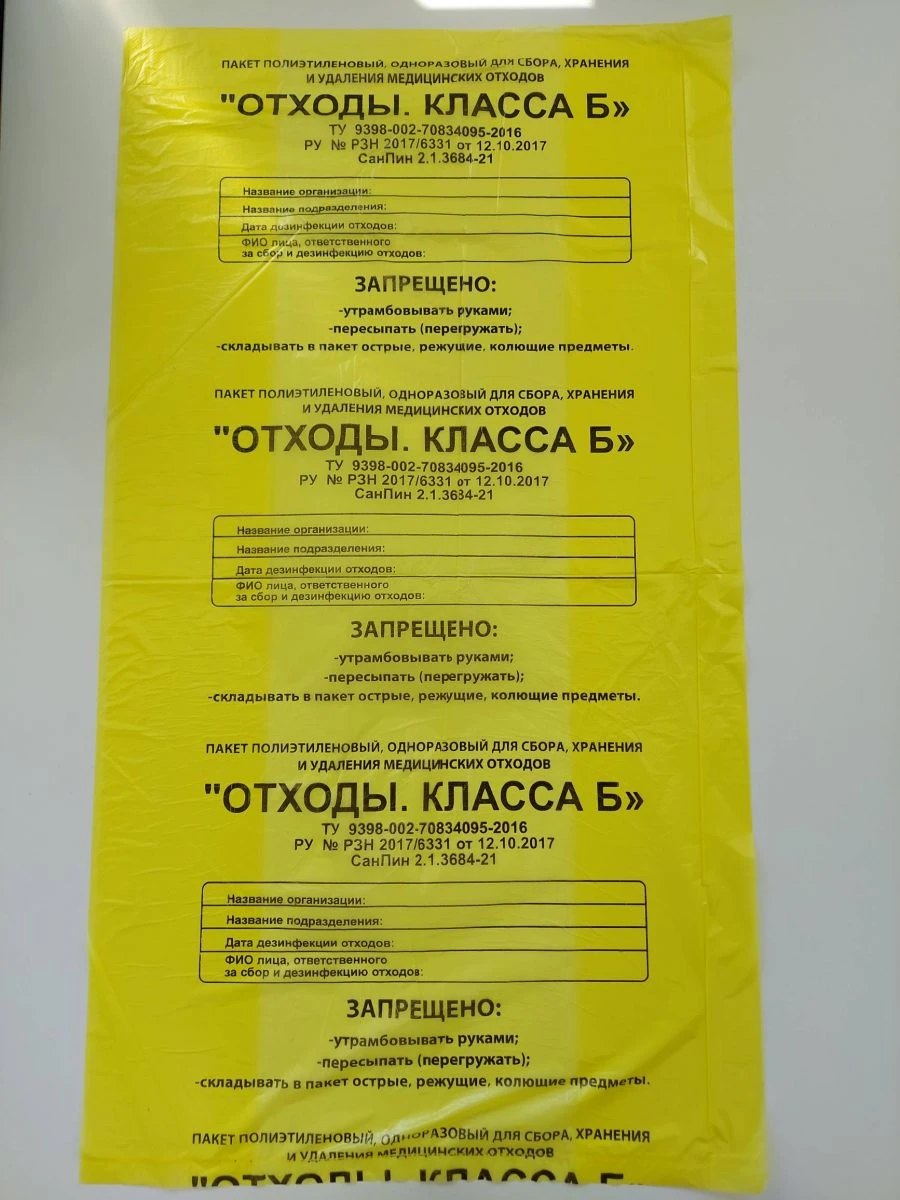 ПАКЕТ ПОЛИЭТИЛЕНОВЫЙ, ОДНОРАЗОВЫЙ ДЛЯ СБОРА, ХРАНЕНИЯ
И УДАЛЕНИЯ МЕДИЦИНСКИХ ОТХОДОВ
"ОТХОДЫ. КЛАССА Б»
ТУ 9398-002-70834095-2016
РУ № РЗН 2017/6331 от 12.10.2017
СанПин 2.1.3684-21
Название организации:
Название подразделения:
Дата дезинфекции отходов:
ФИО лица, ответственного
за сбор и дезинфекцию отходов:
ЗАПРЕЩЕНО:
-утрамбовывать руками;
-пересыпать (перегружать);
-складывать в пакет острые, режущие, колющие предметы.
ПАКЕТ ПОЛИЭТИЛЕНОВЫЙ, ОДНОРАЗОВЫЙ ДЛЯ СБОРА, ХРАНЕНИЯ
И УДАЛЕНИЯ МЕДИЦИНСКИХ ОТХОДОВ
"ОТХОДЫ. КЛАССА Б»
ТУ 9398-002-70834095-2016
РУ № РЗН 2017/6331 от 12.10.2017
СанПин 2.1.3684-21
Название организации:
Название подразделения:
Дата дезинфекции отходов:
ФИО лица, ответственного
за сбор и дезинфекцию отходов:
ЗАПРЕЩЕНО:
-утрамбовывать руками;
-пересыпать (перегружать);
-складывать в пакет острые, режущие, колющие предметы.
ПАКЕТ ПОЛИЭТИЛЕНОВЫЙ, ОДНОРАЗОВЫЙ ДЛЯ СБОРА, ХРАНЕНИЯ
И УДАЛЕНИЯ МЕДИЦИНСКИХ ОТХОДОВ
"ОТХОДЫ. КЛАССА Б»
ТУ 9398-002-70834095-2016
РУ № РЗН 2017/6331 от 12.10.2017
СанПин 2.1.3684-21
Название организации:
Название подразделения:
Дата дезинфекции отходов:
ФИО лица, ответственного
за сбор и дезинфекцию отходов:
ЗАПРЕЩЕНО:
-утрамбовывать руками;
-пересыпать (перегружать);
-складывать в пакет острые, режущие, колющие предметы.
ПАКЕТ ПОЛИЭТИЛЕНОВЫЙ, ОДНОРАЗОВЫЙ ДЛЯ СБОРА, ХРАНЕНИЯ
И УДАЛЕНИЯ МЕДИЦИНСКИХ ОТХОДОВ
"ОТХОДЫ. КЛАССА Б»